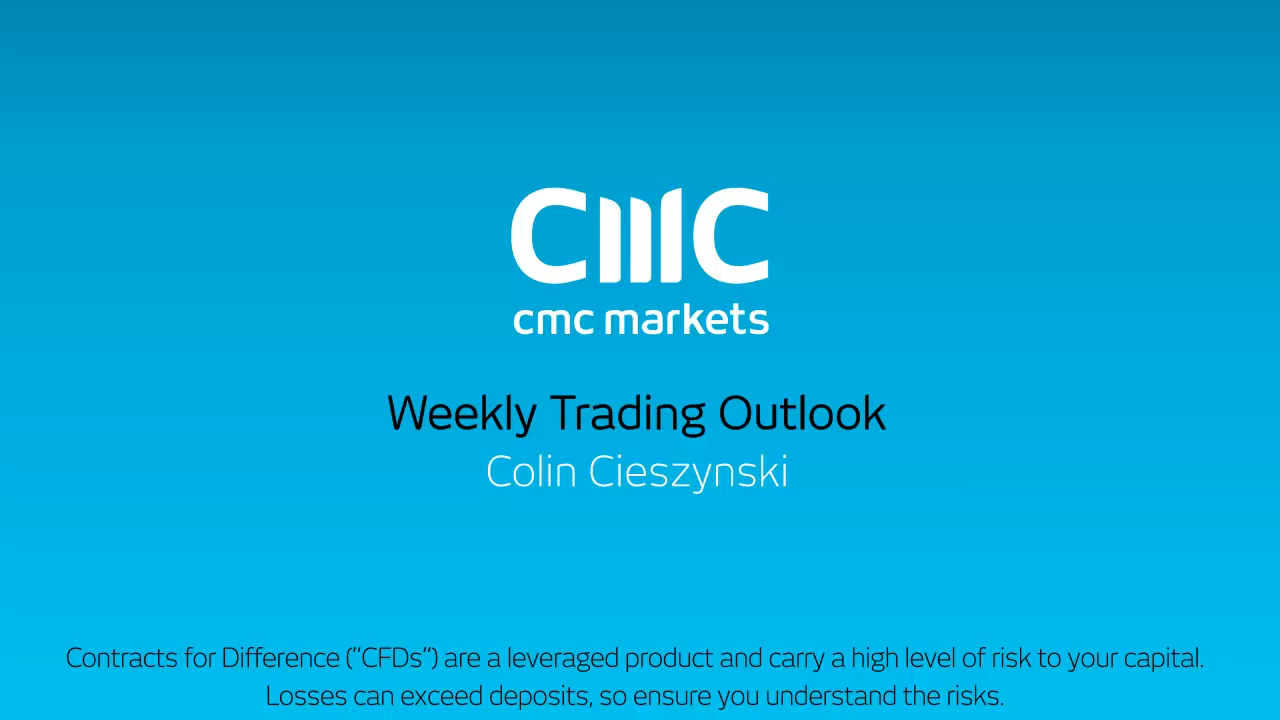 CMC
cmc markets
Weekly Trading Outlook
Colin Cieszynski
Contracts for Difference (“CFDs”) are a leveraged product and carry a high level of risk to your capital.
Losses can exceed deposits, so ensure you understand the risks.